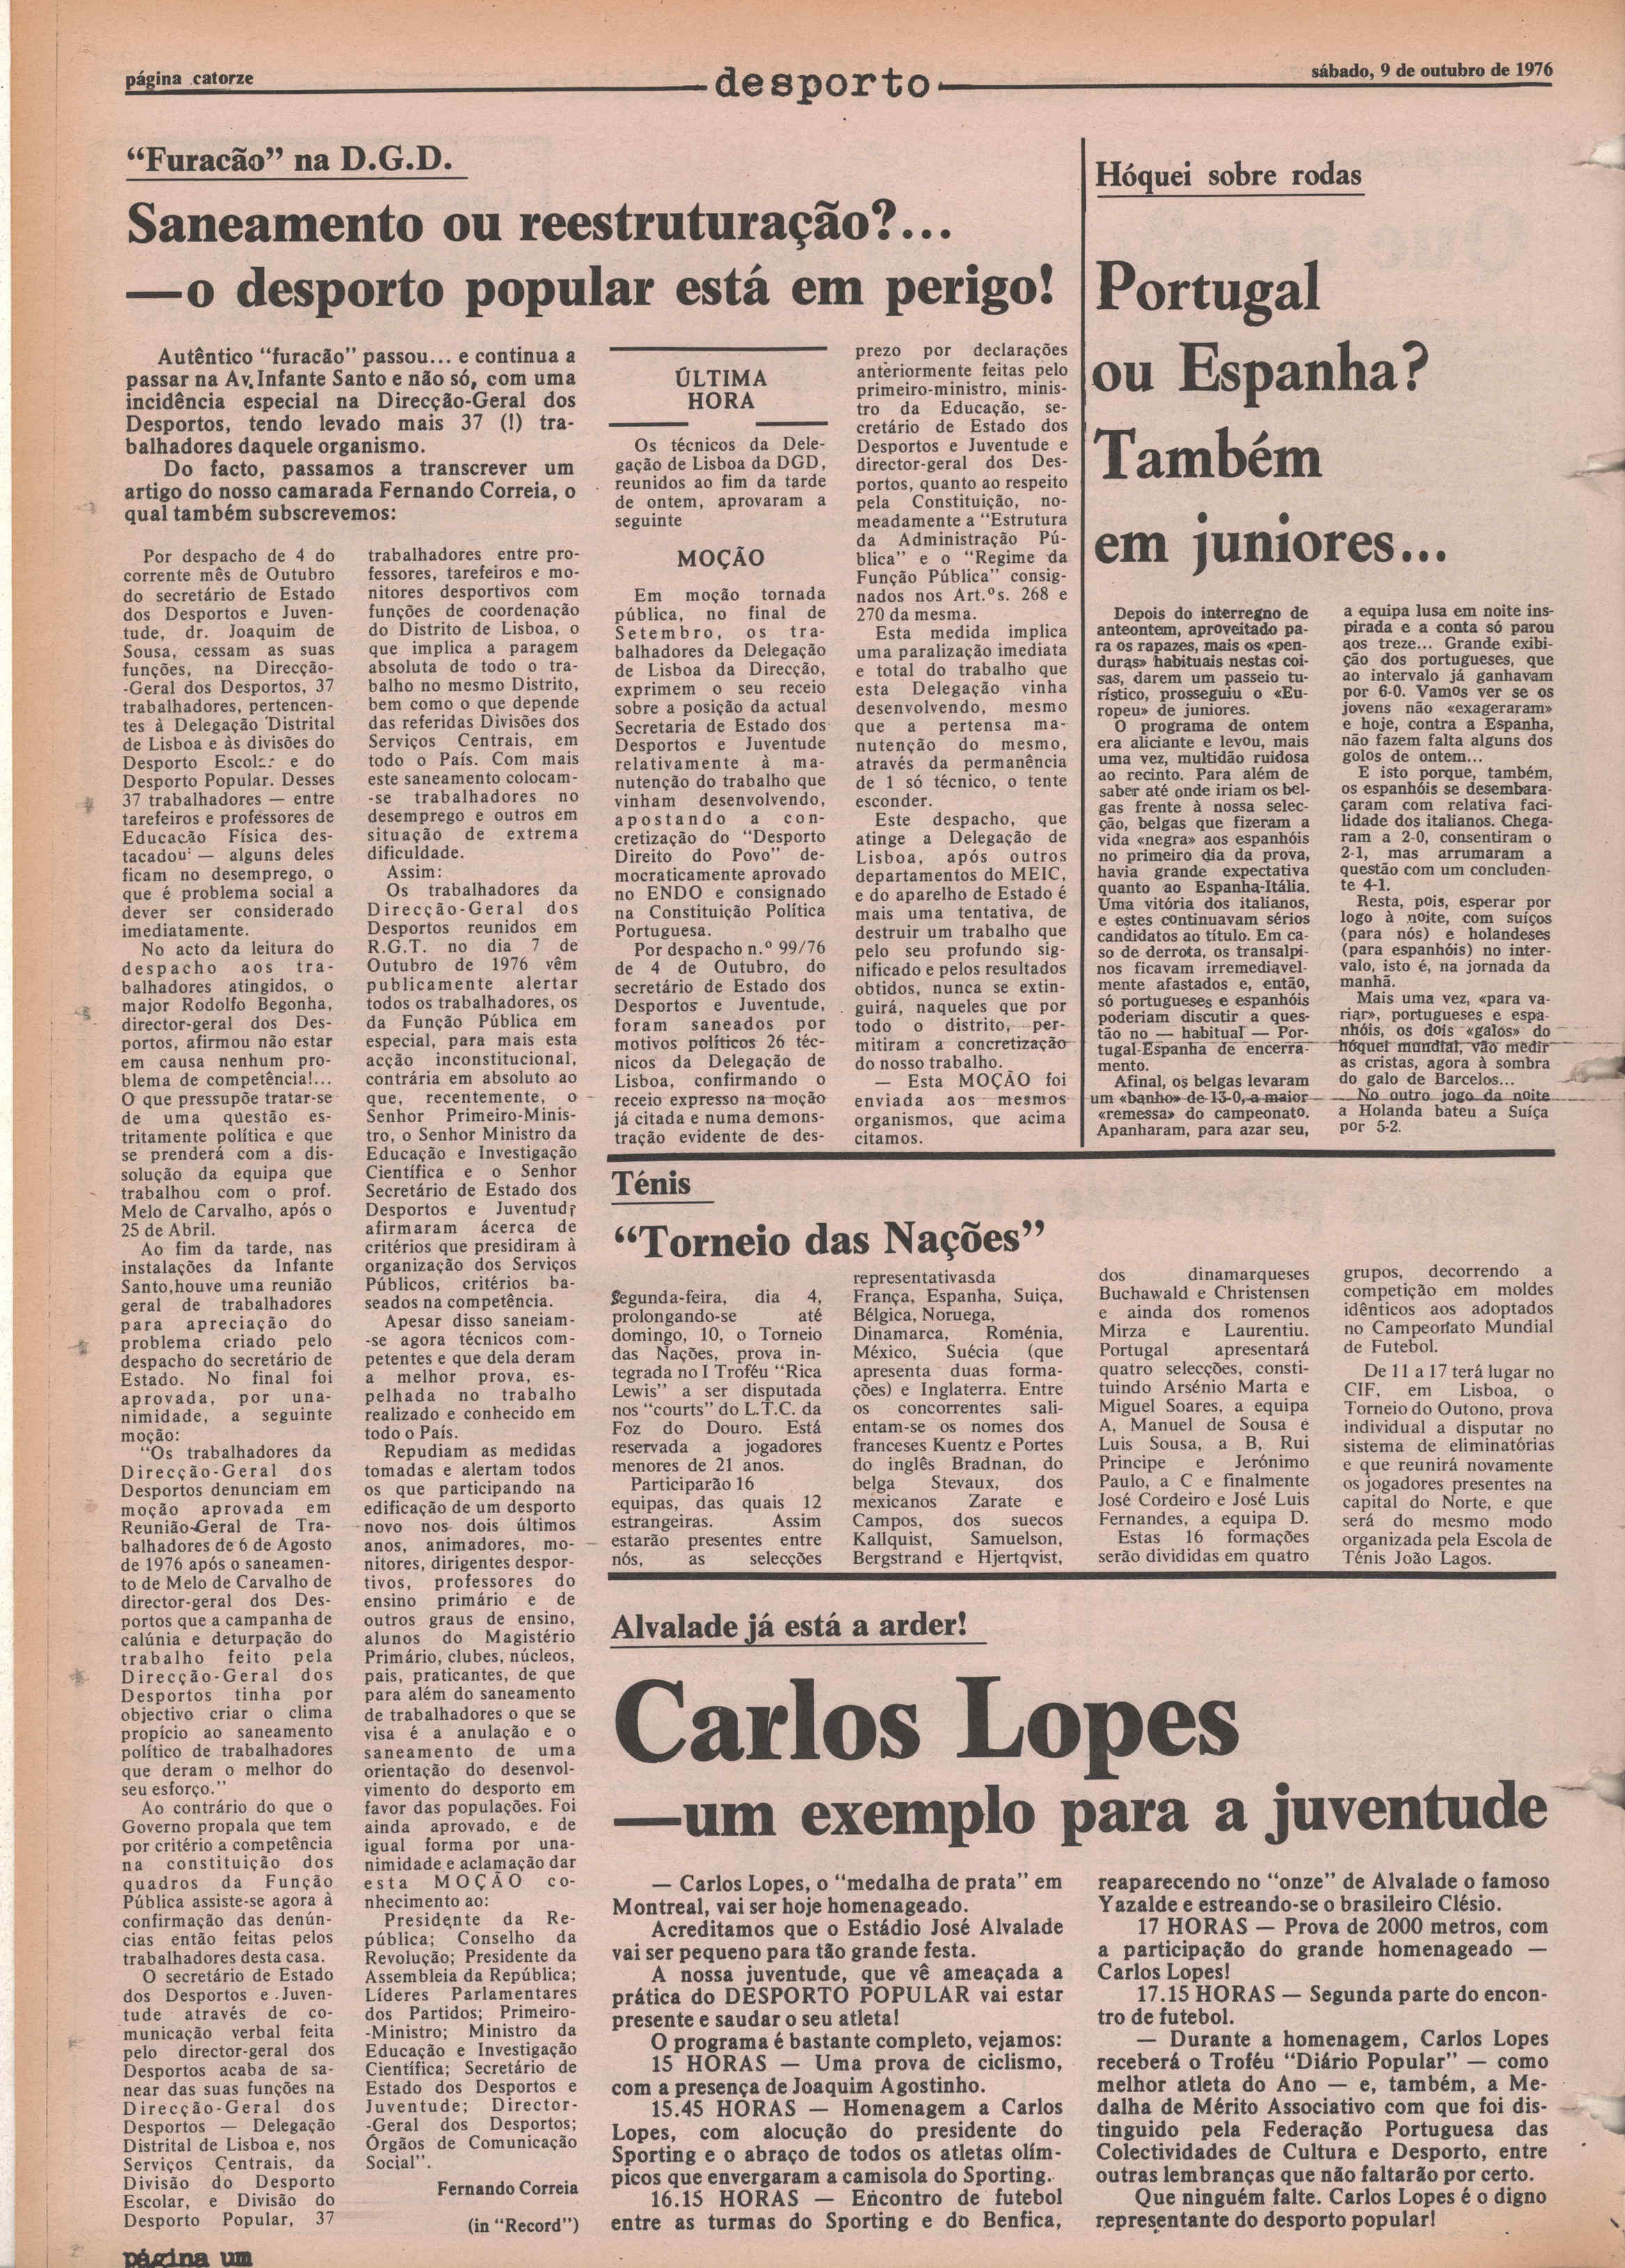 página catorze
desporto
sábado, 9 de outubro de 1976
“Furacão” na D.G.D.
Saneamento ou reestruturação?...
—o desporto popular está em perigo!
Autêntico “furacão” passou... e continua a
passar na Av. Infante Santo e não só, com uma
incidência especial na Direcção-Geral dos
Desportos, tendo levado mais 37 (!) tra-
balhadores daquele organismo.
Do facto, passamos a transcrever um
artigo do nosso camarada Fernando Correia, o
qual também subscrevemos:
Por despacho de 4 do
corrente mês de Outubro
do secretário de Estado
dos Desportos e Juven-
tude, dr. Joaquim de
Sousa, cessam as suas
funções, na Direcção-
-Geral dos Desportos, 37
trabalhadores, pertencen-
tes à Delegação Distrital
de Lisboa e às divisões do
Desporto Escolar e do
Desporto Popular. Desses
37 trabalhadores — entre
tarefeiros e professores de
Educacão Física des-
tacadou: — alguns deles
ficam no desemprego, o
que é problema social a
dever ser considerado
imediatamente.
No acto da leitura do
despacho aos tra-
balhadores atingidos, o
major Rodolfo Begonha,
director-geral dos Des-
portos, afirmou não estar
em causa nenhum pro-
blema de competência!...
O que pressupõe tratar-se
de uma questão es-
tritamente política e que
se prenderá com a dis-
solução da equipa que
trabalhou com o prof.
Melo de Carvalho, após o
25 de Abril.
Ao fim da tarde, nas
instalações da Infante
Santo,houve uma reunião
geral de trabalhadores
para apreciação do
problema criado pelo
despacho do secretário de
Estado. No final foi
aprovada, por una-
nimidade, a seguinte
moção:
“Os trabalhadores da
Direcção-Geral dos
Desportos denunciam em
moção aprovada em
Reunião-Geral de Tra-
balhadores de 6 de Agosto
de 1976 após o saneamen-
to de Melo de Carvalho de
director-geral dos Des-
portos que a campanha de
calúnia e deturpação do
trabalho feito pela
Direcção-Geral dos
Desportos tinha por
objectivo criar o clima
propício ao saneamento
político de trabalhadores
que deram o melhor do
seu esforço.”
Ao contrário do que o
Governo propala que tem
por critério a competência
na constituição dos
quadros da Função
Pública assiste-se agora à
confirmação das denún-
cias então feitas pelos
trabalhadores desta casa.
O secretário de Estado
dos Desportos e Juven-
tude através de co-
municação verbal feita
pelo director-geral dos
Desportos acaba de sa-
near das suas funções na
Direcção-Geral dos
Desportos — Delegação
Distrital de Lisboa e, nos
Serviços Centrais, da
Divisão do Desporto
Escolar, e Divisão do
Desporto Popular, 37
trabalhadores entre pro-
fessores, tarefeiros e mo-
nitores desportivos com
funções de coordenação
do Distrito de Lisboa, o
que implica a paragem
absoluta de todo o tra-
balho no mesmo Distrito,
bem como o que depende
das referidas Divisões dos
Serviços Centrais, em
todo o País. Com mais
este saneamento colocam-
-se trabalhadores no
desemprego e outros em
situação de extrema
dificuldade.
Assim:
Os trabalhadores da
Direcção-Geral dos
Desportos reunidos em
R.G.T. no dia 7 de
Outubro de 1976 vêm
publicamente alertar
todos os trabalhadores, os
da Função Pública em
especial, para mais esta
acção inconstitucional,
contrária em absoluto ao
que, recentemente, o
Senhor Primeiro-Minis-
tro, o Senhor Ministro da
Educação e Investigação
Científica e o Senhor
Secretário de Estado dos
Desportos e Juventude
afirmaram ácerca de
critérios que presidiram à
organização dos Serviços
Públicos, critérios ba-
seados na competência.
Apesar disso saneiam-
-se agora técnicos com-
petentes e que dela deram
a melhor prova, es-
pelhada no trabalho
realizado e conhecido em
todo o País.
Repudiam as medidas
tomadas e alertam todos
os que participando na
edificação de um desporto
novo nos dois últimos
anos, animadores, mo-
nitores, dirigentes despor-
tivos, professores do
ensino primário e de
outros graus de ensino,
alunos do Magistério
Primário, clubes, núcleos,
pais, praticantes, de que
para além do saneamento
de trabalhadores o que se
visa é a anulação e o
saneamento de uma
orientação do desenvol-
vimento do desporto em
favor das populações. Foi
ainda aprovado, e de
igual forma por una-
nimidade e aclamação dar
esta MOÇÃO co-
nhecimento ao:
Presidente da Re-
pública; Conselho da
Revolução; Presidente da
Assembleia da República;
Líderes Parlamentares
dos Partidos; Primeiro-
-Ministro; Ministro da
Educação e Investigação
Científica; Secretário de
Estado dos Desportos e
Juventude; Director-
-Geral dos Desportos;
Órgãos de Comunicação
Social”.
Fernando Correia
(in “Record”)
ÚLTIMA
HORA
Os técnicos da Dele-
gação de Lisboa da DGD,
reunidos ao fim da tarde
de ontem, aprovaram a
seguinte
MOÇÃO
Em moção tornada
pública, no final de
Setembro, os tra-
balhadores da Delegação
de Lisboa da Direcção,
exprimem o seu receio
sobre a posição da actual
Secretaria de Estado dos
Desportos e Juventude
relativamente à ma-
nutenção do trabalho que
vinham desenvolvendo,
apostando a con-
cretização do “Desporto
Direito do Povo” de-
mocraticamente aprovado
no ENDO e consignado
na Constituição Política
Portuguesa.
Por despacho n.º 99/76
de 4 de Outubro, do
secretário de Estado dos
Desportos e Juventude,
foram saneados por
motivos políticos 26 téc-
nicos da Delegação de
Lisboa, confirmando o
receio expresso na moção
já citada e numa demons-
tração evidente de des-
prezo por declarações
anteriormente feitas pelo
primeiro-ministro, minis-
tro da Educação, se-
cretário de Estado dos
Desportos e Juventude e
director-geral dos Des-
portos, quanto ao respeito
pela Constituição, no-
meadamente a “Estrutura
da Administração Pú-
blica” e o “Regime da
Função Pública” consig-
nados nos Art.ºs. 268 e
270 da mesma.
Esta medida implica
uma paralização imediata
e total do trabalho que
esta Delegação vinha
desenvolvendo, mesmo
que a pertensa ma-
nutenção do mesmo,
através da permanência
de 1 só técnico, o tente
esconder.
Este despacho, que
atinge a Delegação de
Lisboa, após outros
departamentos do MEIC,
e do aparelho de Estado é
mais uma tentativa, de
destruir um trabalho que
pelo seu profundo sig-
nificado e pelos resultados
obtidos, nunca se extin-
guirá, naqueles que por
todo o distrito, per-
mitiram a concretização
do nosso trabalho.
— Esta MOÇÃO foi
enviada aos mesmos
organismos, que acima
citamos.
Hóquei sobre rodas
Portugal
ou Espanha?
Também
em juniores...
Depois do interregno de
anteontem, aproveitado pa-
ra os rapazes, mais os «pen-
duras» habituais nestas coi-
sas, darem um passeio tu-
rístico, prosseguiu o «Eu-
ropeu» de juniores.
O programa de ontem
era aliciante e levou, mais
uma vez, multidão ruidosa
ao recinto. Para além de
saber até onde iriam os bel-
gas frente à nossa selec-
ção, belgas que fizeram a
vida «negra» aos espanhóis
no primeiro dia da prova,
havia grande expectativa
quanto ao Espanha-Itália.
Uma vitória dos italianos,
e estes continuavam sérios
candidatos ao título. Em ca-
so de derrota, os transalpi-
nos ficavam irremediavel-
mente afastados e, então,
só portugueses e espanhóis
poderiam discutir a ques-
tão no — habitual — Por-
tugal-Espanha de encerra-
mento.
Afinal, os belgas levaram
um «banho» de 13-0, a maior
«remessa» do campeonato.
Apanharam, para azar seu,
a equipa lusa em noite ins-
pirada e a conta só parou
aos treze... Grande exibi-
ção dos portugueses, que
ao intervalo já ganhavam
por 6-0. Vamos ver se os
jovens não «exageraram»
e hoje, contra a Espanha,
não fazem falta alguns dos
golos de ontem...
E isto porque, também,
os espanhóis se desembara-
çaram com relativa faci-
lidade dos italianos. Chega-
ram a 2-0, consentiram o
2-1, mas arrumaram a
questão com um concluden-
te 4-1.
Resta, pois, esperar por
logo à noite, com suíços
(para nós) e holandeses
(para espanhóis) no inter-
valo, isto é, na jornada da
manhã.
Mais uma vez, «para va-
riar», portugueses e espa-
nhóis, os dois «galos» do
hóquei mundial, vão medir
as cristas, agora à sombra
do galo de Barcelos...
No outro jogo da noite
a Holanda bateu a Suíça
por 5-2.
Ténis
“Torneio das Nações”
Segunda-feira, dia 4,
prolongando-se até
domingo, 10, o Torneio
das Nações, prova in-
tegrada no I Troféu “Rica
Lewis” a ser disputada
nos “courts” do L.T.C. da
Foz do Douro. Está
reservada a jogadores
menores de 21 anos.
Participarão 16
equipas, das quais 12
estrangeiras. Assim
estarão presentes entre
nós, as selecções
representativasda
França, Espanha, Suiça,
Bélgica, Noruega,
Dinamarca, Roménia,
México, Suécia (que
apresenta duas forma-
ções) e Inglaterra. Entre
os concorrentes sali-
entam-se os nomes dos
franceses Kuentz e Portes
do inglês Bradnan, do
belga Stevaux, dos
mexicanos Zarate e
Campos, dos suecos
Kallquist, Samuelson,
Bergstrand e Hjertqvist,
dos dinamarqueses
Buchawald e Christensen
e ainda dos romenos
Mirza e Laurentiu.
Portugal apresentará
quatro selecções, consti-
tuindo Arsénio Marta e
Miguel Soares, a equipa
A, Manuel de Sousa e
Luis Sousa, a B, Rui
Principe e Jerónimo
Paulo, a C e finalmente
José Cordeiro e José Luis
Fernandes, a equipa D.
Estas 16 formações
serão divididas em quatro
grupos, decorrendo a
competição em moldes
idênticos aos adoptados
no Campeonato Mundial
de Futebol.
De 11 a 17 terá lugar no
CIF, em Lisboa, o
Torneio do Outono, prova
individual a disputar no
sistema de eliminatórias
e que reunirá novamente
os jogadores presentes na
capital do Norte, e que
será do mesmo modo
organizada pela Escola de
Ténis João Lagos.
Alvalade já está a arder!
Carlos Lopes
—um exemplo para a juventude
— Carlos Lopes, o “medalha de prata” em
Montreal, vai ser hoje homenageado.
Acreditamos que o Estádio José Alvalade
vai ser pequeno para tão grande festa.
A nossa juventude, que vê ameaçada a
prática do DESPORTO POPULAR vai estar
presente e saudar o seu atleta!
O programa é bastante completo, vejamos:
15 HORAS — Uma prova de ciclismo,
com a presença de Joaquim Agostinho.
15.45 HORAS — Homenagem a Carlos
Lopes, com alocução do presidente do
Sporting e o abraço de todos os atletas olím-
picos que envergaram a camisola do Sporting.
16.15 HORAS — Encontro de futebol
entre as turmas do Sporting e do Benfica,
reaparecendo no “onze” de Alvalade o famoso
Yazalde e estreando-se o brasileiro Clésio.
17 HORAS — Prova de 2000 metros, com
a participação do grande homenageado —
Carlos Lopes!
17.15 HORAS — Segunda parte do encon-
tro de futebol.
— Durante a homenagem, Carlos Lopes
receberá o Troféu “Diário Popular” — como
melhor atleta do Ano — e, também, a Me-
dalha de Mérito Associativo com que foi dis-
tinguido pela Federação Portuguesa das
Colectividades de Cultura e Desporto, entre
outras lembranças que não faltarão por certo.
Que ninguém falte. Carlos Lopes é o digno
representante do desporto popular!
página um